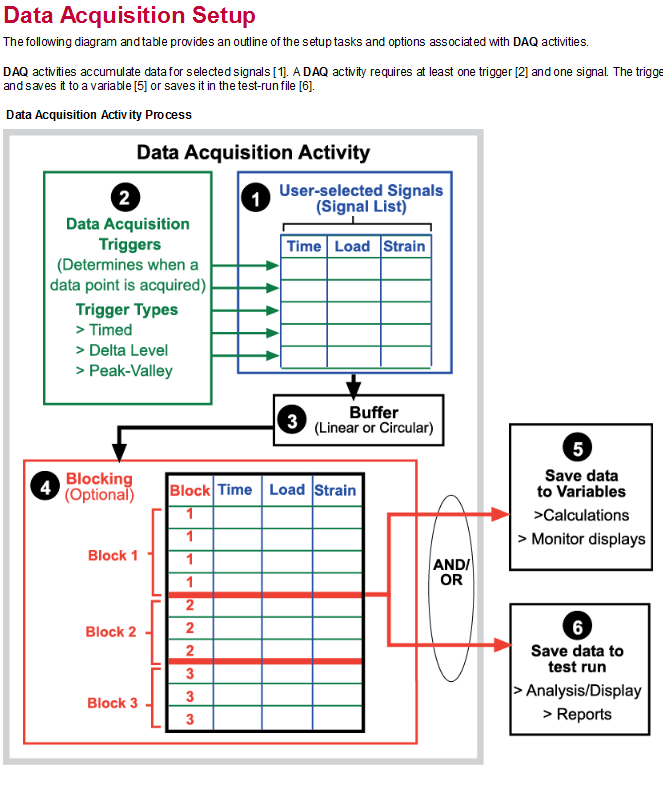 Data Acquisition Setup
The following diagram and table provides an outline of the setup tasks and options associated with DAQ activities.
DAQ activities accumulate data for selected signals [1]. A DAQ activity requires at least one trigger [2] and one signal. The trigge
and saves it to a variable [5] or saves it in the test-run file [6].
Data Acquisition Activity Process
Data Acquisition Activity
2
Data Acquisition
Triggers
(Determines when a
data point is acquired)
Trigger Types
> Timed
> Delta Level
> Peak-Valley
1
User-selected Signals
(Signal List)
Time Load Strain
3
Buffer
(Linear or Circular)
4
Blocking
(Optional)
Block Time Load Strain
1
1
Block 1
1
1
2
Block 2
2
2
3
Block 3
3
3
AND/
OR
5
Save data
to Variables
>Calculations
> Monitor displays
6
Save data to
test run
> Analysis/Display
> Reports